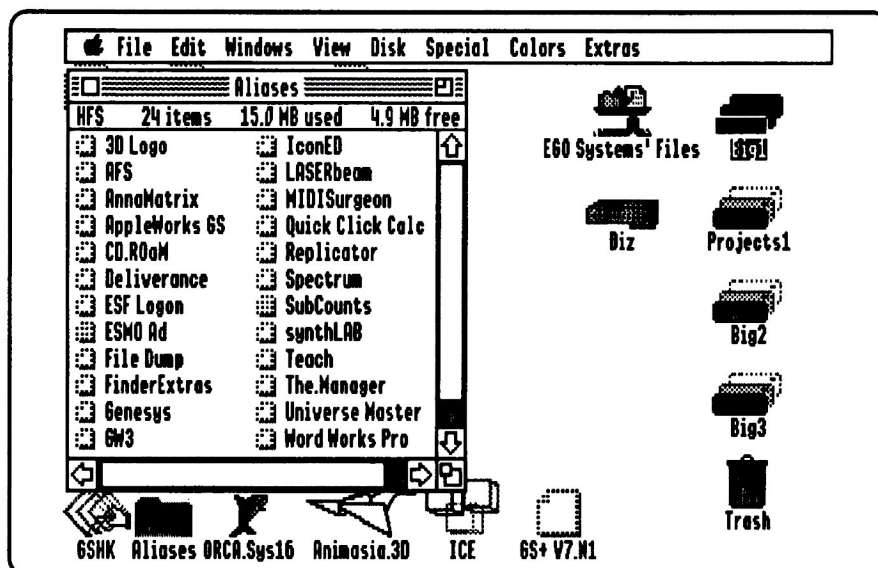 File Edit Windows View Disk Special Colors Extras
Aliases
HFS 24 items 15.0 MB used 4.9 MB free
3D Logo
AFS
AnnaMatrix
AppleWorks GS
CD.ROaM
Deliverance
ESF Logon
ESMO Ad
File Dump
FinderExtras
Genesys
GW3
IconED
LASERbeam
MIDISurgeon
Quick Click Calc
Replicator
Spectrum
SubCounts
synthLAB
Teach
The.Manager
Universe Master
Word Works Pro
EGO Systems' Files
Big1
Diz
Projects1
Big2
Big3
Trash
GSHK Aliases ORCA.Sys16 Animasia.3D ICE GS+ V7.N1